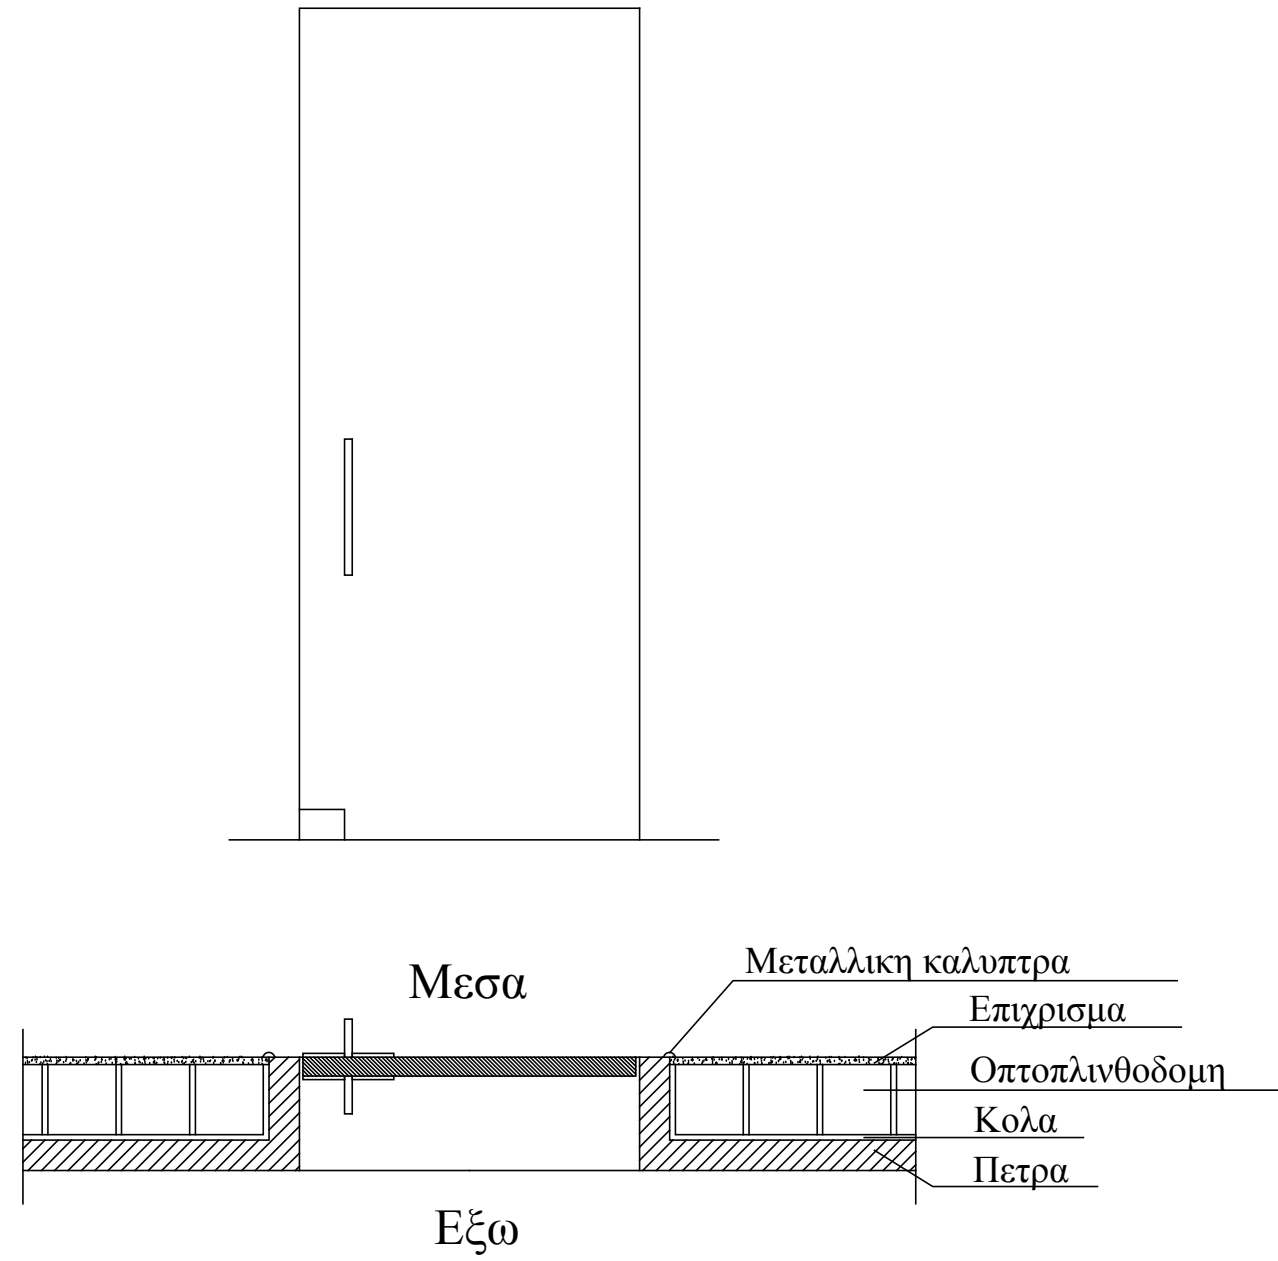 Μεταλλικη καλυπτρα
Μεσα
Επιχρισμα
Οπτοπλινθοδομη
Κολα
Πετρα
Εξω